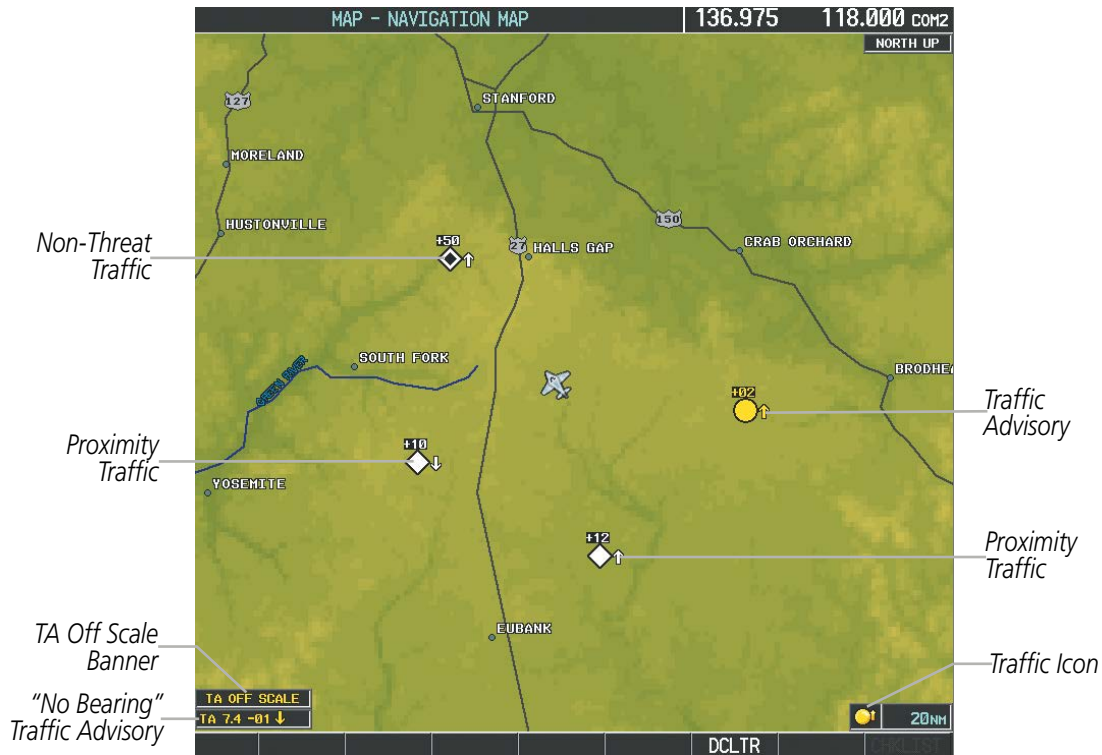 MAP - NAVIGATION MAP
136.975
118.000 COM2
NORTH UP
127
STANFORD
MORELAND
150
HUSTONVILLE
Non-Threat
Traffic
+50
27
HALLS GAP
CRAB ORCHARD
SOUTH FORK
GREEN RIVER
BRODHEA
+02
Traffic
Advisory
Proximity
Traffic
+10
YOSEMITE
+12
Proximity
Traffic
EUBANK
TA Off Scale
Banner
Traffic Icon
TA OFF SCALE
"No Bearing"
Traffic Advisory
TA 7.4 -01
20NM
DCLTR
CHKLIST